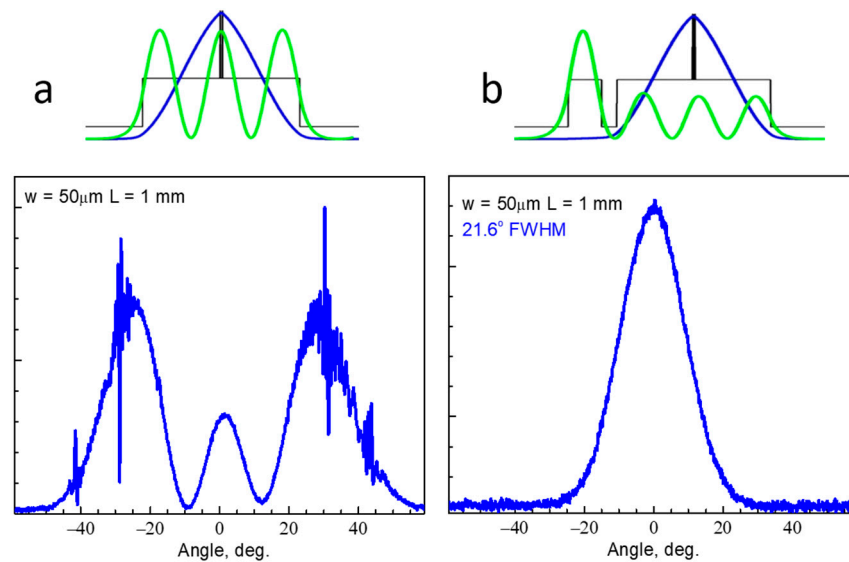 a
b
w = 50μm L = 1 mm
−40
−20
0
20
40
Angle, deg.
w = 50μm L = 1 mm
21.6° FWHM
−40
−20
0
20
40
Angle, deg.